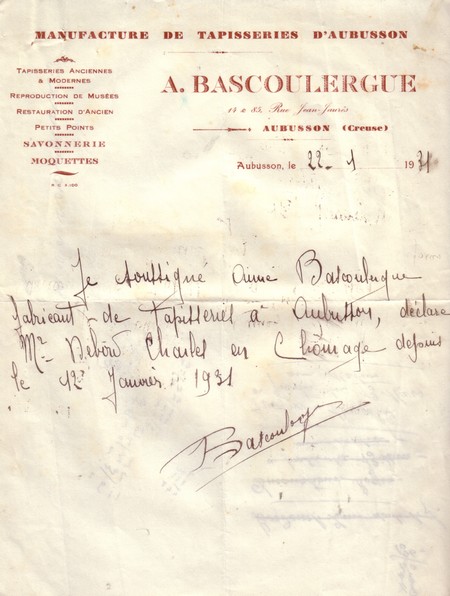 MANUFACTURE DE TAPISSERIES D'AUBUSSON
TAPISSERIES ANCIENNES
& MODERNES
REPRODUCTION DE MUSÉES
RESTAURATION D'ANCIEN
PETITS POINTS
SAVONNERIE
MOQUETTES
A. BASCOULERGUE
Rue Jean-Jaurès
AUBUSSON (Creuse)
Aubusson, le 22 - 1 1931
Je soussigné Aimé Bascoulergue
fabricant de tapisseries à Aubusson, déclare
Mr Debord Charles en Chômage depuis
le 12 Janvier 1931
Bascoulergue